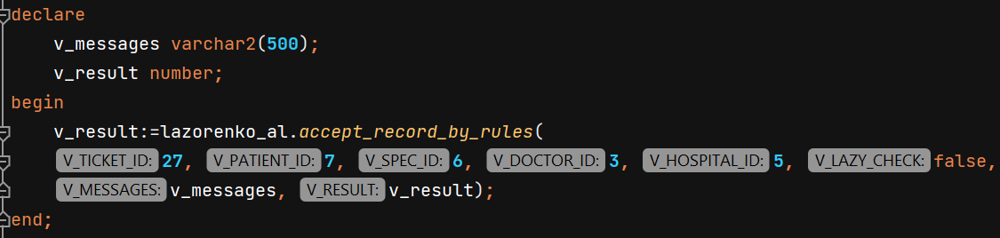 declare
v_messages varchar2(500);
v_result number;
begin
v_result:=lazorenko_al.accept_record_by_rules(
V_TICKET_ID: 27, V_PATIENT_ID: 7, V_SPEC_ID: 6, V_DOCTOR_ID: 3, V_HOSPITAL_ID: 5, V_LAZY_CHECK: false,
V_MESSAGES: v_messages, V_RESULT: v_result);
end;